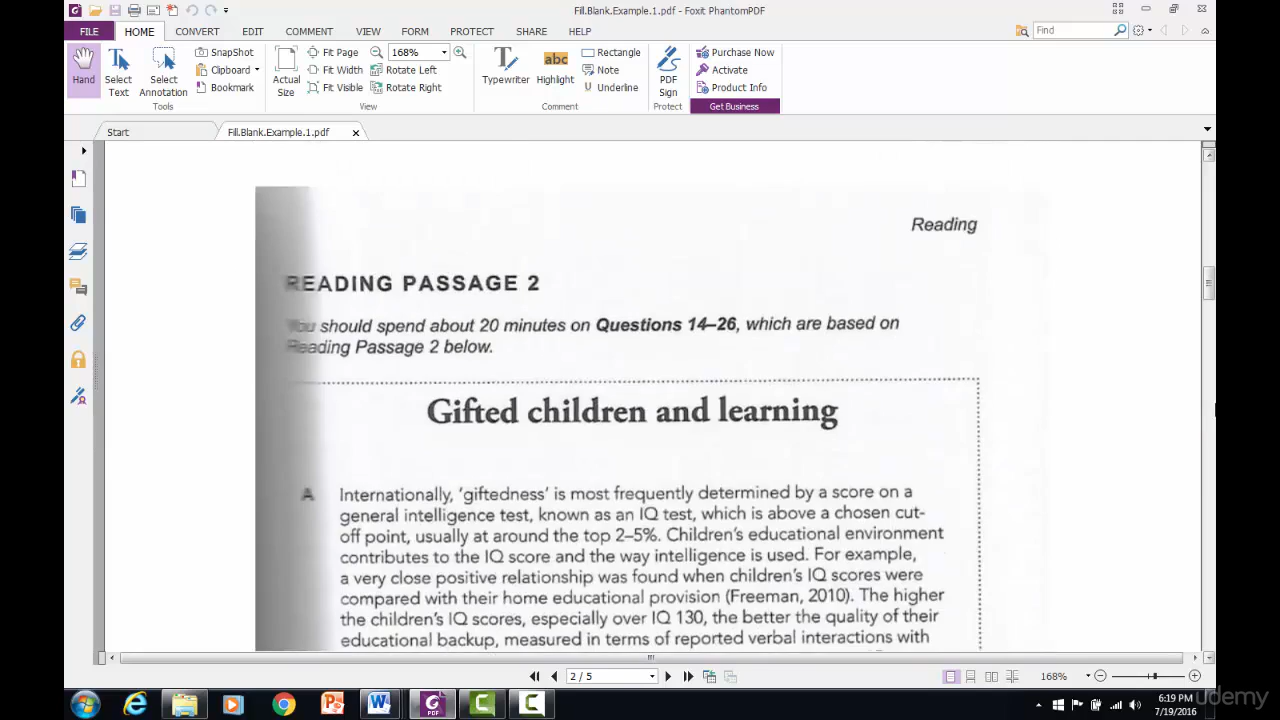 Fill.Blank.Example.1.pdf - Foxit PhantomPDF
FILE HOME CONVERT EDIT COMMENT VIEW FORM PROTECT SHARE HELP
Find
Hand
Select Text
Select Annotation
SnapShot
Clipboard
Bookmark
Tools
Actual Size
Fit Page
Fit Width
Fit Visible
168%
Rotate Left
Rotate Right
View
Typewriter
abc
Highlight
Rectangle
Note
Underline
Comment
PDF Sign
Protect
Purchase Now
Activate
Product Info
Get Business
Start
Fill.Blank.Example.1.pdf
Reading
READING PASSAGE 2
You should spend about 20 minutes on Questions 14–26, which are based on
Reading Passage 2 below.
Gifted children and learning
A Internationally, 'giftedness' is most frequently determined by a score on a
general intelligence test, known as an IQ test, which is above a chosen cut-
off point, usually at around the top 2–5%. Children's educational environment
contributes to the IQ score and the way intelligence is used. For example,
a very close positive relationship was found when children's IQ scores were
compared with their home educational provision (Freeman, 2010). The higher
the children's IQ scores, especially over IQ 130, the better the quality of their
educational backup, measured in terms of reported verbal interactions with
2 / 5
168%
PDF
6:19 PM
7/19/2016
udemy